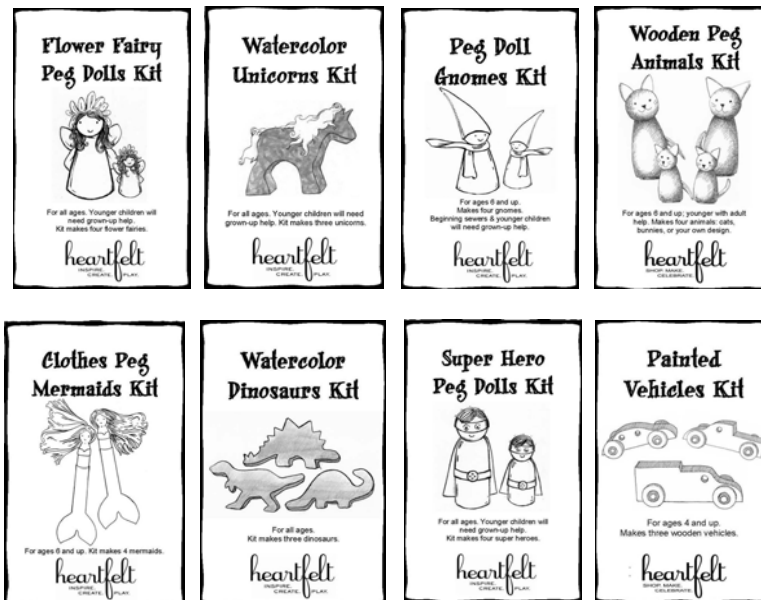 Flower Fairy
Peg Dolls Kit
For all ages. Younger children will
need grown-up help.
Kit makes four flower fairies.
heartfelt
INSPIRE.
CREATE. PLAY.
Watercolor
Unicorns Kit
For all ages. Younger children will need
grown-up help. Kit makes three unicorns.
heartfelt
INSPIRE.
CREATE. PLAY.
Peg Doll
Gnomes Kit
For ages 6 and up.
Makes four gnomes.
Beginning sewers & younger children
will need grown-up help.
heartfelt
INSPIRE.
CREATE. PLAY.
Wooden Peg
Animals Kit
For ages 6 and up; younger with adult
help. Make four animals: cats,
bunnies, or your own design.
heartfelt
SHOP. MAKE.
CELEBRATE.
Clothes Peg
Mermaids Kit
For ages 6 and up. Kit makes 4 mermaids.
heartfelt
INSPIRE.
CREATE. PLAY.
Watercolor
Dinosaurs Kit
For all ages.
Kit makes three dinosaurs.
heartfelt
INSPIRE.
CREATE. PLAY.
Super Hero
Peg Dolls Kit
For all ages. Younger children will
need grown-up help.
Kit makes four super heroes.
heartfelt
INSPIRE.
CREATE. PLAY.
Painted
Vehicles Kit
For ages 4 and up.
Makes three wooden vehicles.
heartfelt
SHOP. MAKE.
CELEBRATE.